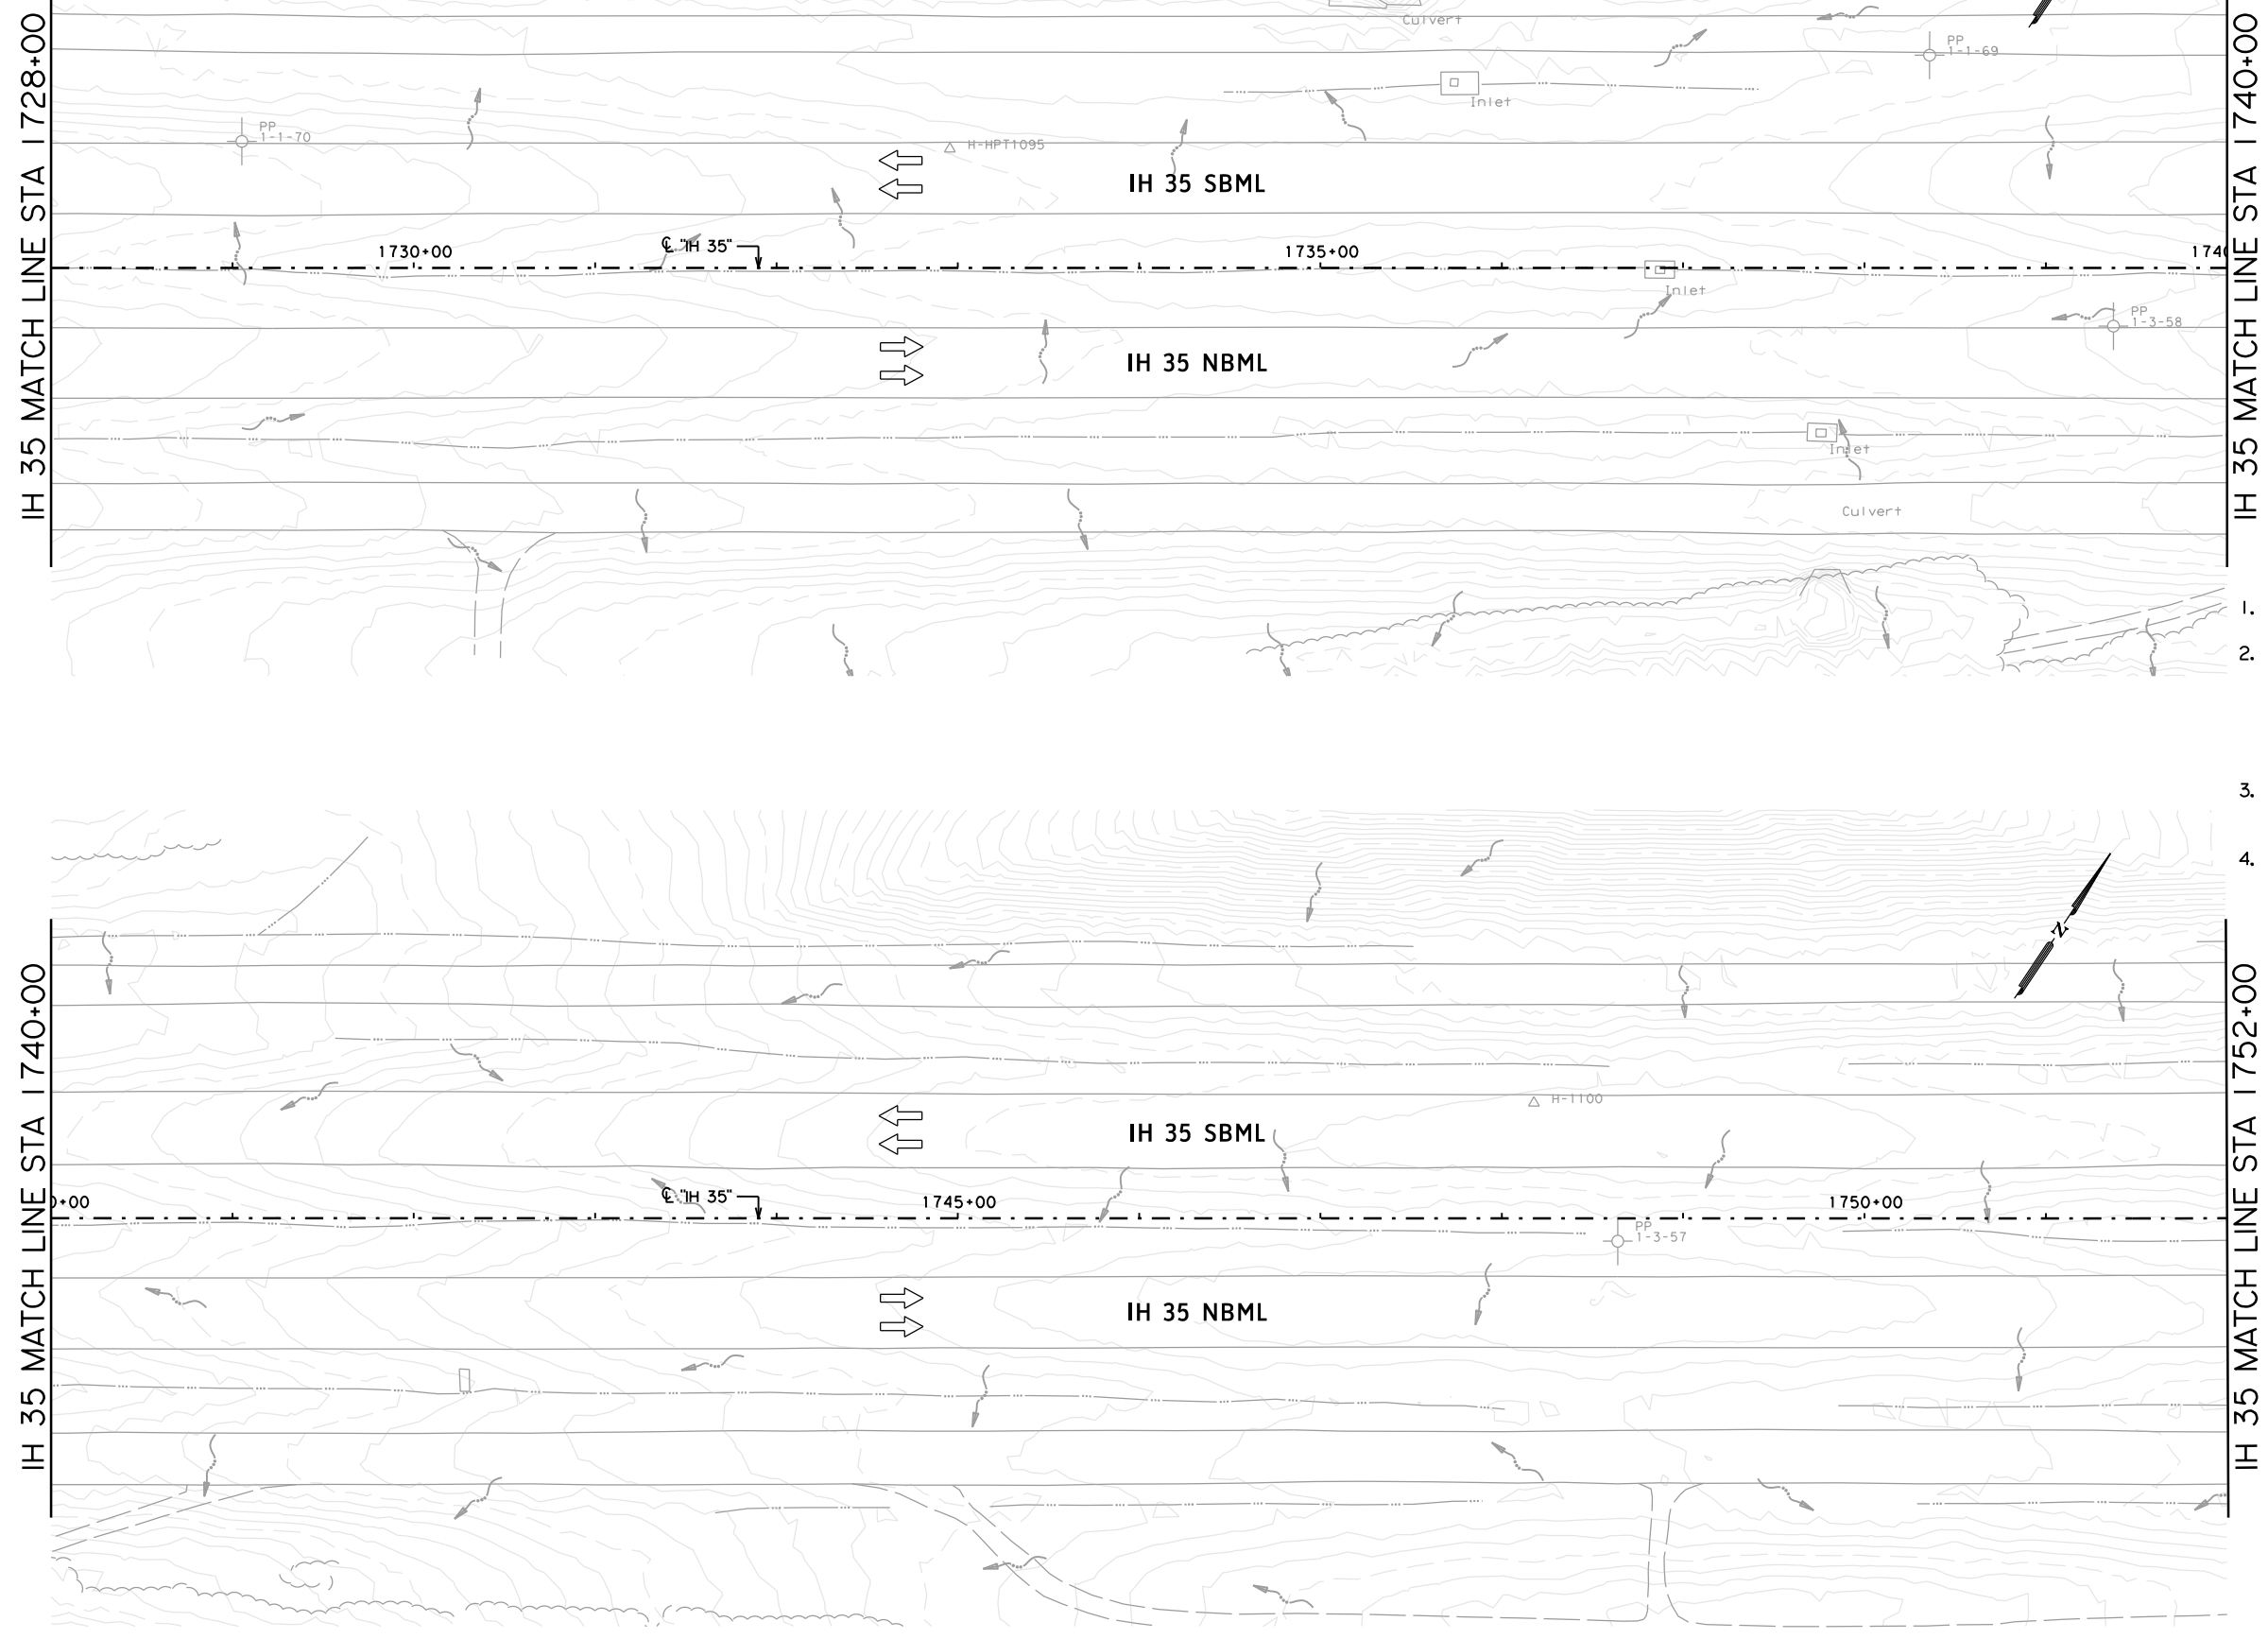 IH 35 MATCH LINE STA 1728+00
Culvert
PP
1-1-69
Inlet
PP
1-1-70
H-HPT1095
IH 35 SBML
1730+00
℄ "IH 35"
1735+00
1740
Inlet
PP
1-3-58
IH 35 NBML
Inlet
Culvert
IH 35 MATCH LINE STA 1740+00
1.
2.
3.
4.
IH 35 MATCH LINE STA 1740+00
N
H-1100
IH 35 SBML
0+00
℄ "IH 35"
1745+00
1750+00
PP
1-3-57
IH 35 NBML
IH 35 MATCH LINE STA 1752+00